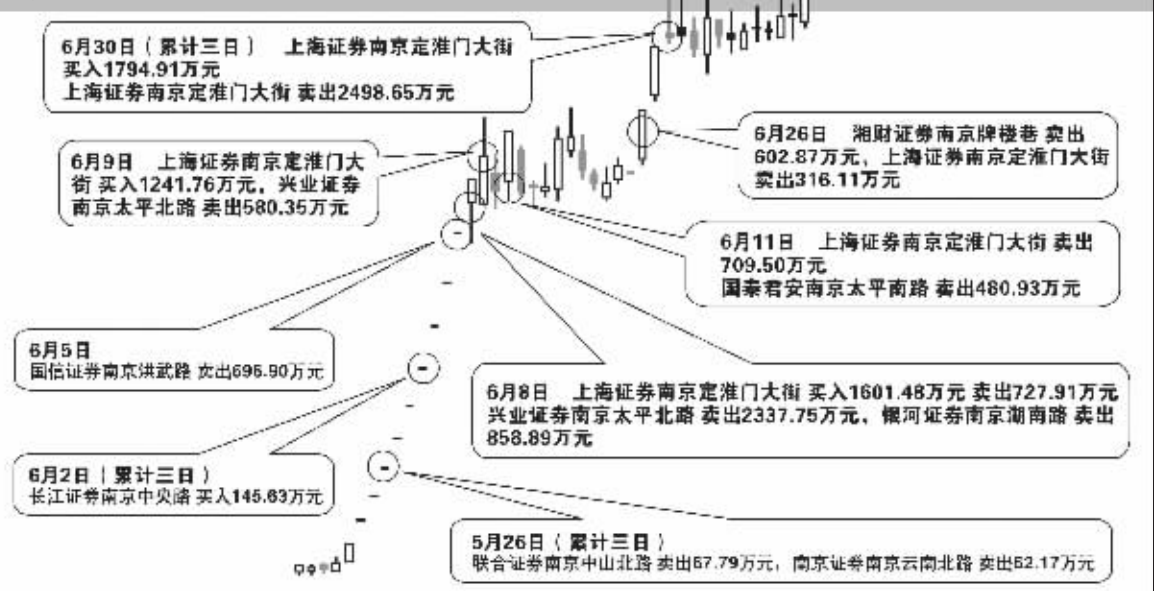 6月30日（累计三日） 上海证券南京定淮门大街
买入1794.91万元
上海证券南京定淮门大街 卖出2498.65万元
6月26日 湘财证券南京牌楼巷 卖出
602.87万元，上海证券南京定淮门大街
卖出316.11万元
6月9日 上海证券南京定淮门大
街 买入1241.76万元，兴业证券
南京太平北路 卖出580.35万元
6月11日 上海证券南京定淮门大街 卖出
709.50万元
国泰君安南京太平南路 卖出480.93万元
6月5日
国信证券南京洪武路 卖出696.90万元
6月8日 上海证券南京定淮门大街 买入1601.48万元 卖出727.91万元
兴业证券南京太平北路 卖出2337.75万元，银河证券南京湖南路 卖出
858.89万元
6月2日（累计三日）
长江证券南京中央路 买入145.63万元
5月26日（累计三日）
联合证券南京中山北路 卖出67.79万元，南京证券南京云南北路 卖出62.17万元